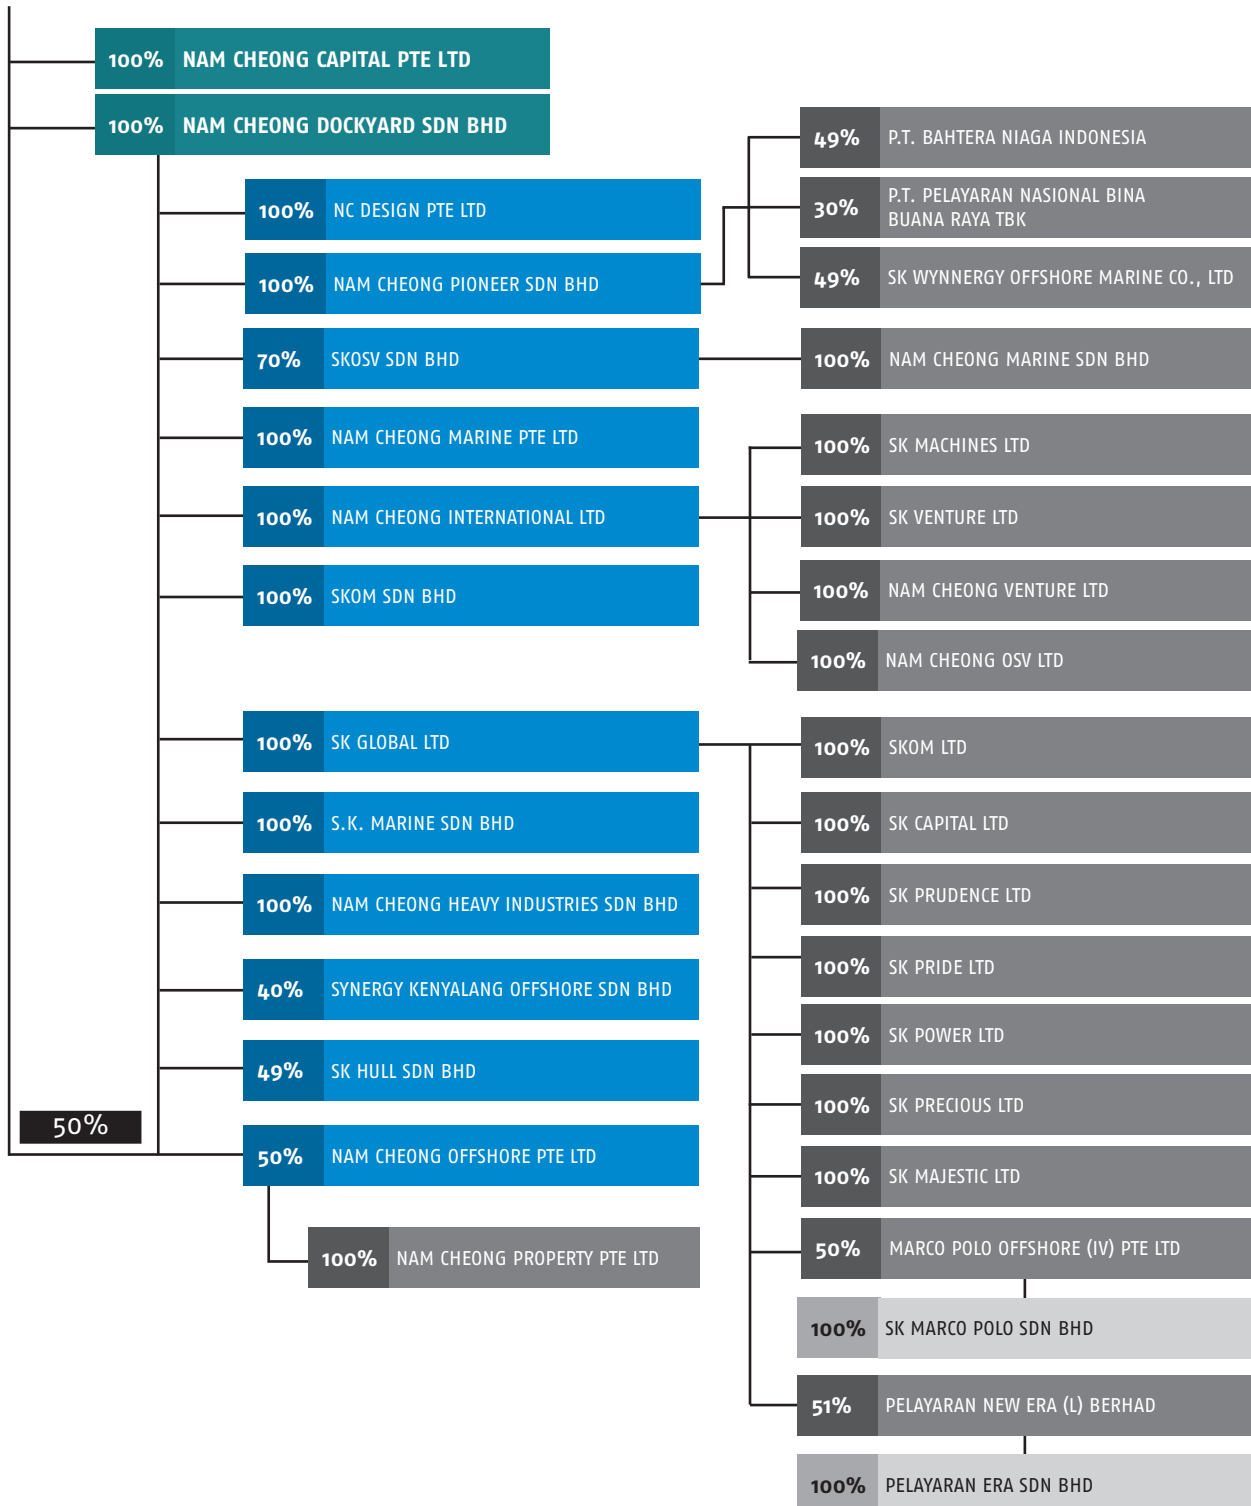 100% NAM CHEONG CAPITAL PTE LTD
100% NAM CHEONG DOCKYARD SDN BHD
100% NC DESIGN PTE LTD
100% NAM CHEONG PIONEER SDN BHD
49% P.T. BAHTERA NIAGA INDONESIA
30% P.T. PELAYARAN NASIONAL BINA
BUANA RAYA TBK
49% SK WYNNERGY OFFSHORE MARINE CO., LTD
70% SKOSV SDN BHD
100% NAM CHEONG MARINE SDN BHD
100% NAM CHEONG MARINE PTE LTD
100% NAM CHEONG INTERNATIONAL LTD
100% SK MACHINES LTD
100% SK VENTURE LTD
100% NAM CHEONG VENTURE LTD
100% NAM CHEONG OSV LTD
100% SKOM SDN BHD
100% SK GLOBAL LTD
100% SKOM LTD
100% SK CAPITAL LTD
100% SK PRUDENCE LTD
100% SK PRIDE LTD
100% SK POWER LTD
100% SK PRECIOUS LTD
100% SK MAJESTIC LTD
50% MARCO POLO OFFSHORE (IV) PTE LTD
100% SK MARCO POLO SDN BHD
51% PELAYARAN NEW ERA (L) BERHAD
100% PELAYARAN ERA SDN BHD
100% S.K. MARINE SDN BHD
100% NAM CHEONG HEAVY INDUSTRIES SDN BHD
40% SYNERGY KENYALANG OFFSHORE SDN BHD
49% SK HULL SDN BHD
50%
50% NAM CHEONG OFFSHORE PTE LTD
100% NAM CHEONG PROPERTY PTE LTD